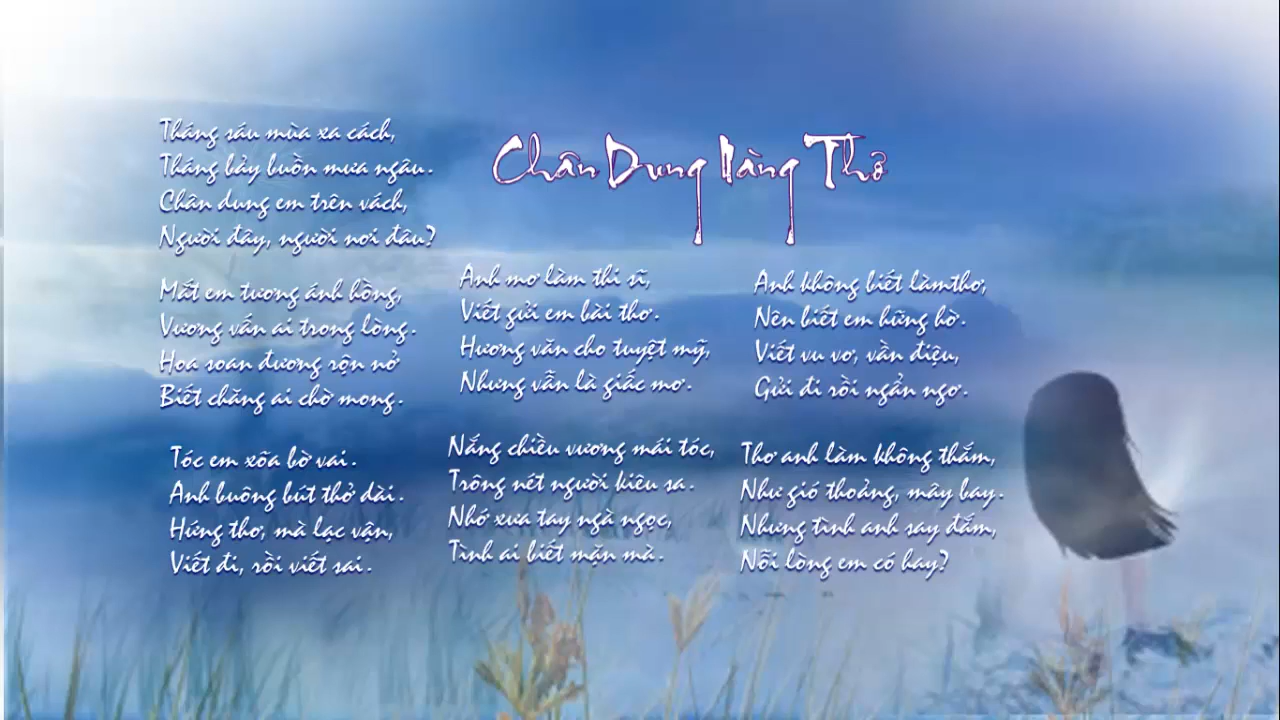 Chân Dung Nàng Thơ
Tháng sáu mùa xa cách,
Tháng bảy buồn mưa ngâu.
Chân dung em trên vách,
Người đây, người nơi đâu?
Mắt em tương ánh hồng,
Vương vấn ai trong lòng.
Hoa soan đương rộn nở
Biết chăng ai chờ mong.
Tóc em xõa bờ vai.
Anh buông bút thở dài.
Hứng thơ, mà lạc vận,
Viết đi, rồi viết sai.
Anh mơ làm thi sĩ,
Viết gửi em bài thơ.
Hương văn cho tuyệt mỹ,
Nhưng vẫn là giấc mơ.
Nắng chiều vương mái tóc,
Trông nét người kiêu sa.
Nhớ xưa tay ngà ngọc,
Tình ai biết mặn mà.
Anh không biết làmthơ,
Nên biết em hững hờ.
Viết vu vơ, vần điệu,
Gửi đi rồi ngẩn ngơ.
Thơ anh làm không thắm,
Như gió thoảng, mây bay.
Nhưng tình anh say đắm,
Nỗi lòng em có hay?